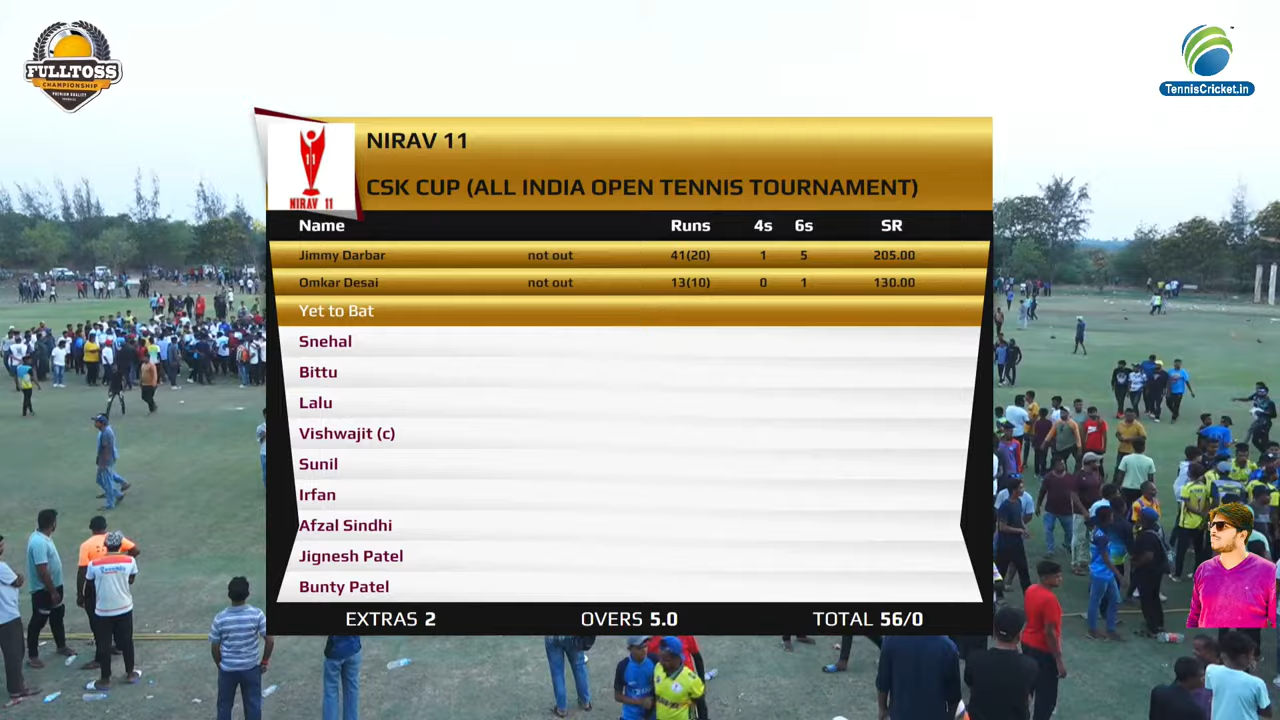 FULLTOSS
CHAMPIONSHIP
TennisCricket.in
NIRAV 11
11
NIRAV 11
CSK CUP (ALL INDIA OPEN TENNIS TOURNAMENT)
Name Runs 4s 6s SR
Jimmy Darbar not out 41(20) 1 5 205.00
Omkar Desai not out 13(10) 0 1 130.00
Yet to Bat
Snehal
Bittu
Lalu
Vishwajit (c)
Sunil
Irfan
Afzal Sindhi
Jignesh Patel
Bunty Patel
EXTRAS 2 OVERS 5.0 TOTAL 56/0